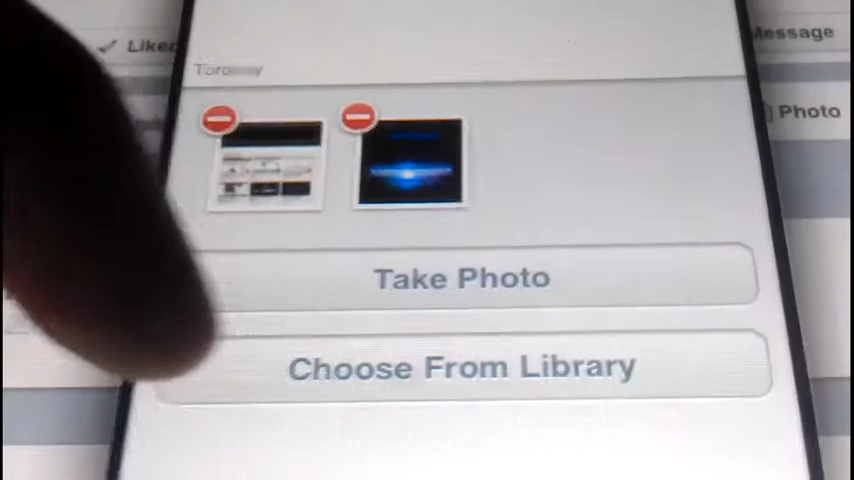 Liked
Message
Photo
Take Photo
Choose From Library